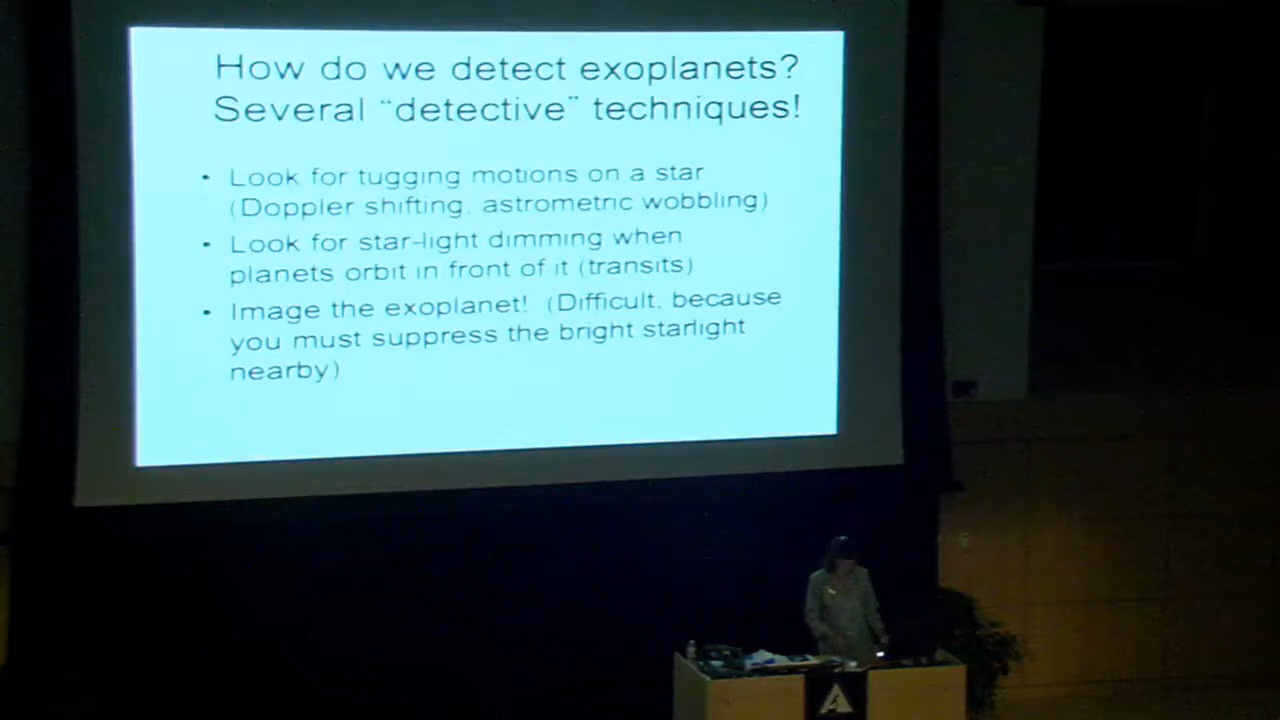 How do we detect exoplanets?
Several "detective" techniques!
• Look for tugging motions on a star
(Doppler shifting, astrometric wobbling)
• Look for star-light dimming when
planets orbit in front of it (transits)
• Image the exoplanet! (Difficult, because
you must suppress the bright starlight
nearby)
A